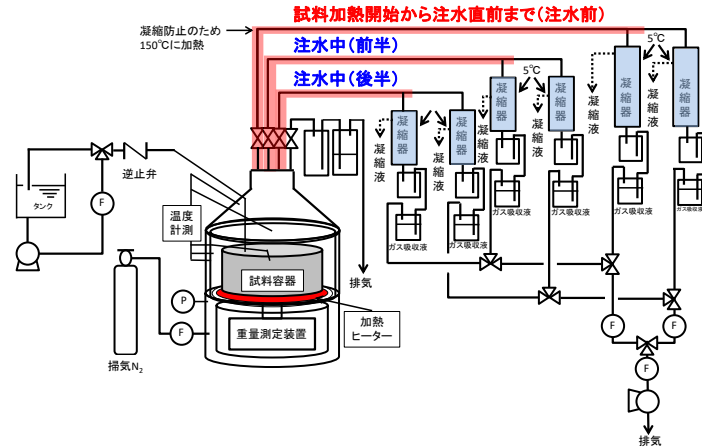 試料加熱開始から注水直前まで(注水前)
凝縮防止のため
150℃に加熱
注水中(前半)
注水中(後半)
5℃
5℃
凝縮器
凝縮器
凝縮器
凝縮器
凝縮器
凝縮器
凝縮液
凝縮液
凝縮液
凝縮液
凝縮液
凝縮液
ガス吸収液
ガス吸収液
ガス吸収液
ガス吸収液
ガス吸収液
ガス吸収液
逆止弁
タンク
F
温度
計測
試料容器
排気
P
F
重量測定装置
加熱
ヒーター
掃気N₂
F
F
F
排気